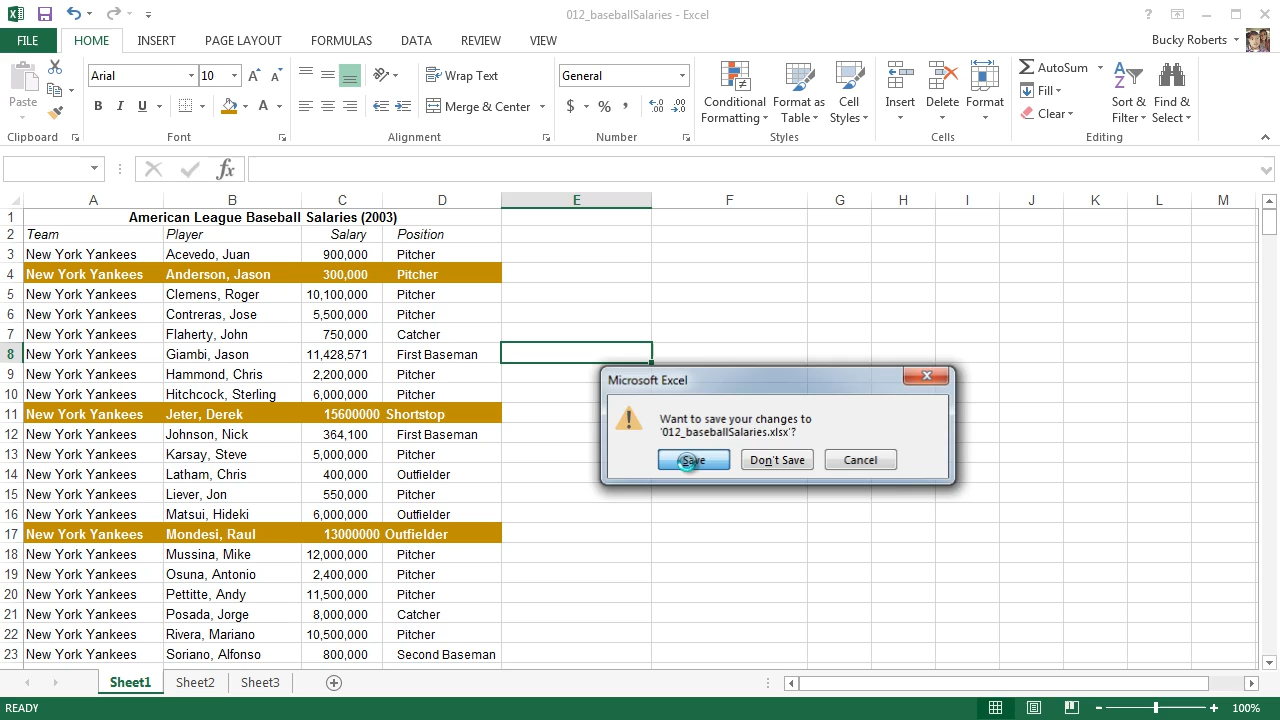 012_baseballSalaries - Excel
?
FILE HOME INSERT PAGE LAYOUT FORMULAS DATA REVIEW VIEW Bucky Roberts
Arial 10 Wrap Text General AutoSum
Paste B I U A Merge & Center $ % , Conditional Formatting Format as Table Cell Styles Insert Delete Format Fill Clear Sort & Filter Find & Select
Clipboard Font Alignment Number Styles Cells Editing
fx
A B C D E F G H I J K L M
1 American League Baseball Salaries (2003)
2 Team Player Salary Position
3 New York Yankees Acevedo, Juan 900,000 Pitcher
4 New York Yankees Anderson, Jason 300,000 Pitcher
5 New York Yankees Clemens, Roger 10,100,000 Pitcher
6 New York Yankees Contreras, Jose 5,500,000 Pitcher
7 New York Yankees Flaherty, John 750,000 Catcher
8 New York Yankees Giambi, Jason 11,428,571 First Baseman
9 New York Yankees Hammond, Chris 2,200,000 Pitcher
10 New York Yankees Hitchcock, Sterling 6,000,000 Pitcher
11 New York Yankees Jeter, Derek 15600000 Shortstop
12 New York Yankees Johnson, Nick 364,100 First Baseman
13 New York Yankees Karsay, Steve 5,000,000 Pitcher
14 New York Yankees Latham, Chris 400,000 Outfielder
15 New York Yankees Liever, Jon 550,000 Pitcher
16 New York Yankees Matsui, Hideki 6,000,000 Outfielder
17 New York Yankees Mondesi, Raul 13000000 Outfielder
18 New York Yankees Mussina, Mike 12,000,000 Pitcher
19 New York Yankees Osuna, Antonio 2,400,000 Pitcher
20 New York Yankees Pettitte, Andy 11,500,000 Pitcher
21 New York Yankees Posada, Jorge 8,000,000 Catcher
22 New York Yankees Rivera, Mariano 10,500,000 Pitcher
23 New York Yankees Soriano, Alfonso 800,000 Second Baseman
Microsoft Excel
Want to save your changes to
'012_baseballSalaries.xlsx'?
Save Don't Save Cancel
Sheet1 Sheet2 Sheet3
READY 100%